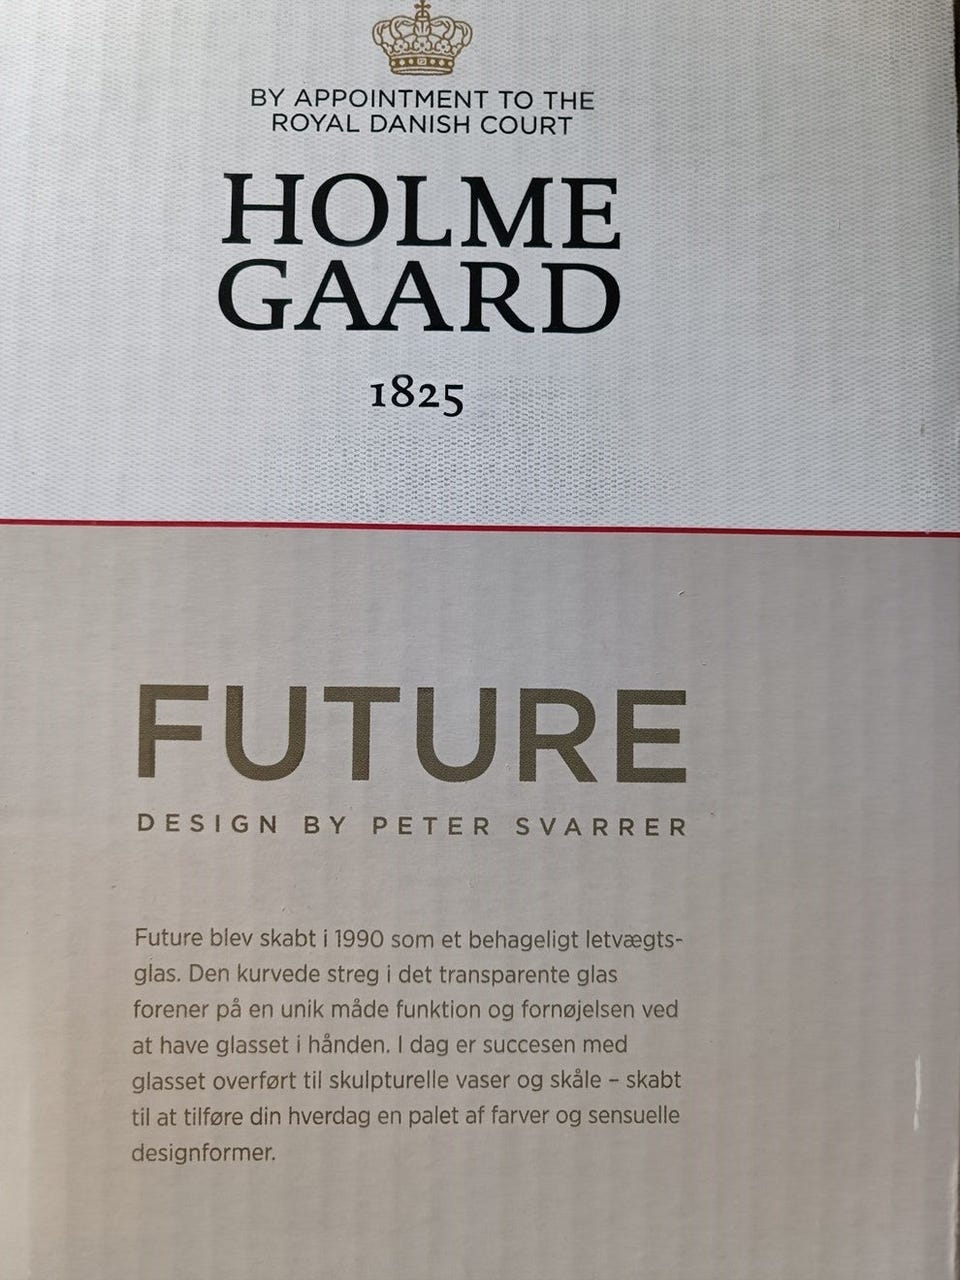 BY APPOINTMENT TO THE
ROYAL DANISH COURT
HOLME
GAARD
1825
FUTURE
DESIGN BY PETER SVARRER
Future blev skabt i 1990 som et behageligt letvægts-
glas. Den kurvede streg i det transparente glas
forener på en unik måde funktion og fornøjelsen ved
at have glasset i hånden. I dag er succesen med
glasset overført til skulpturelle vaser og skåle – skabt
til at tilføre din hverdag en palet af farver og sensuelle
designformer.